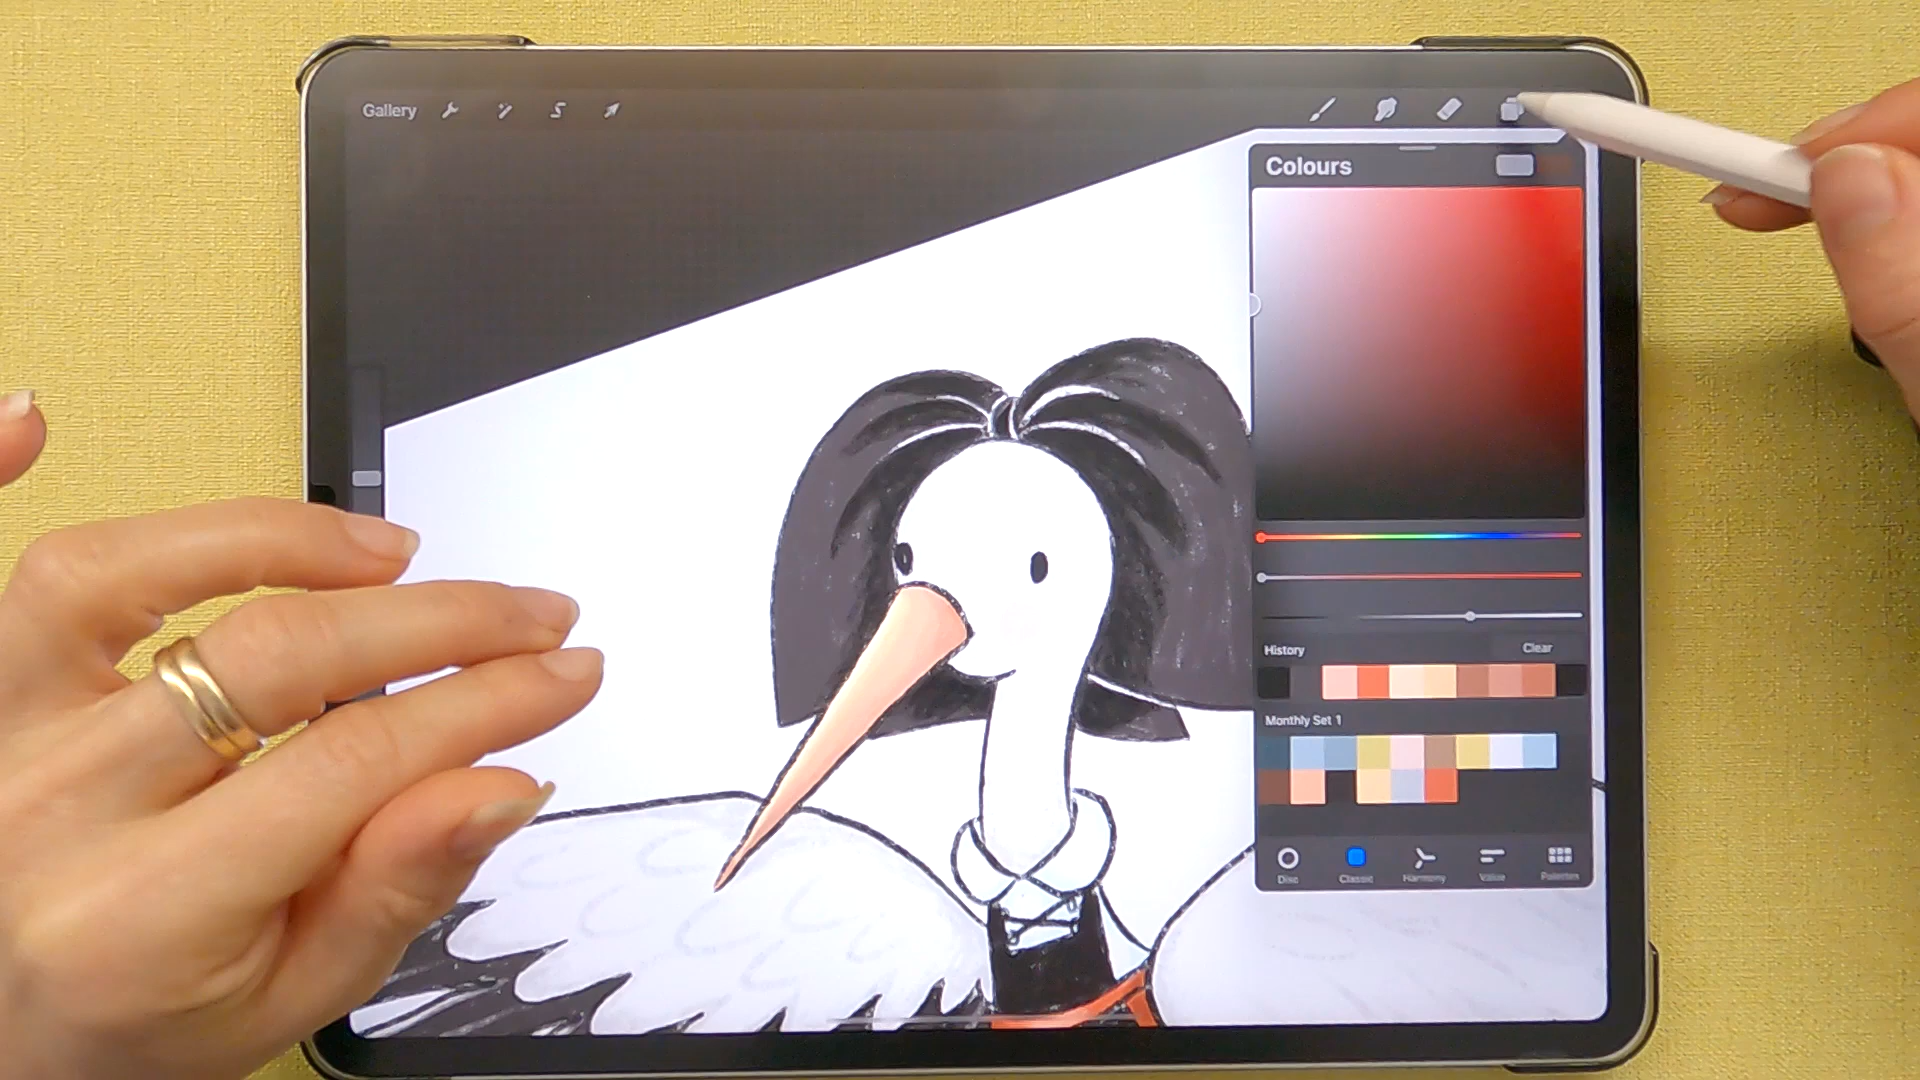 Gallery
Colours
History
Clear
Monthly Set 1
Disc
Classic
Harmony
Value
Palettes